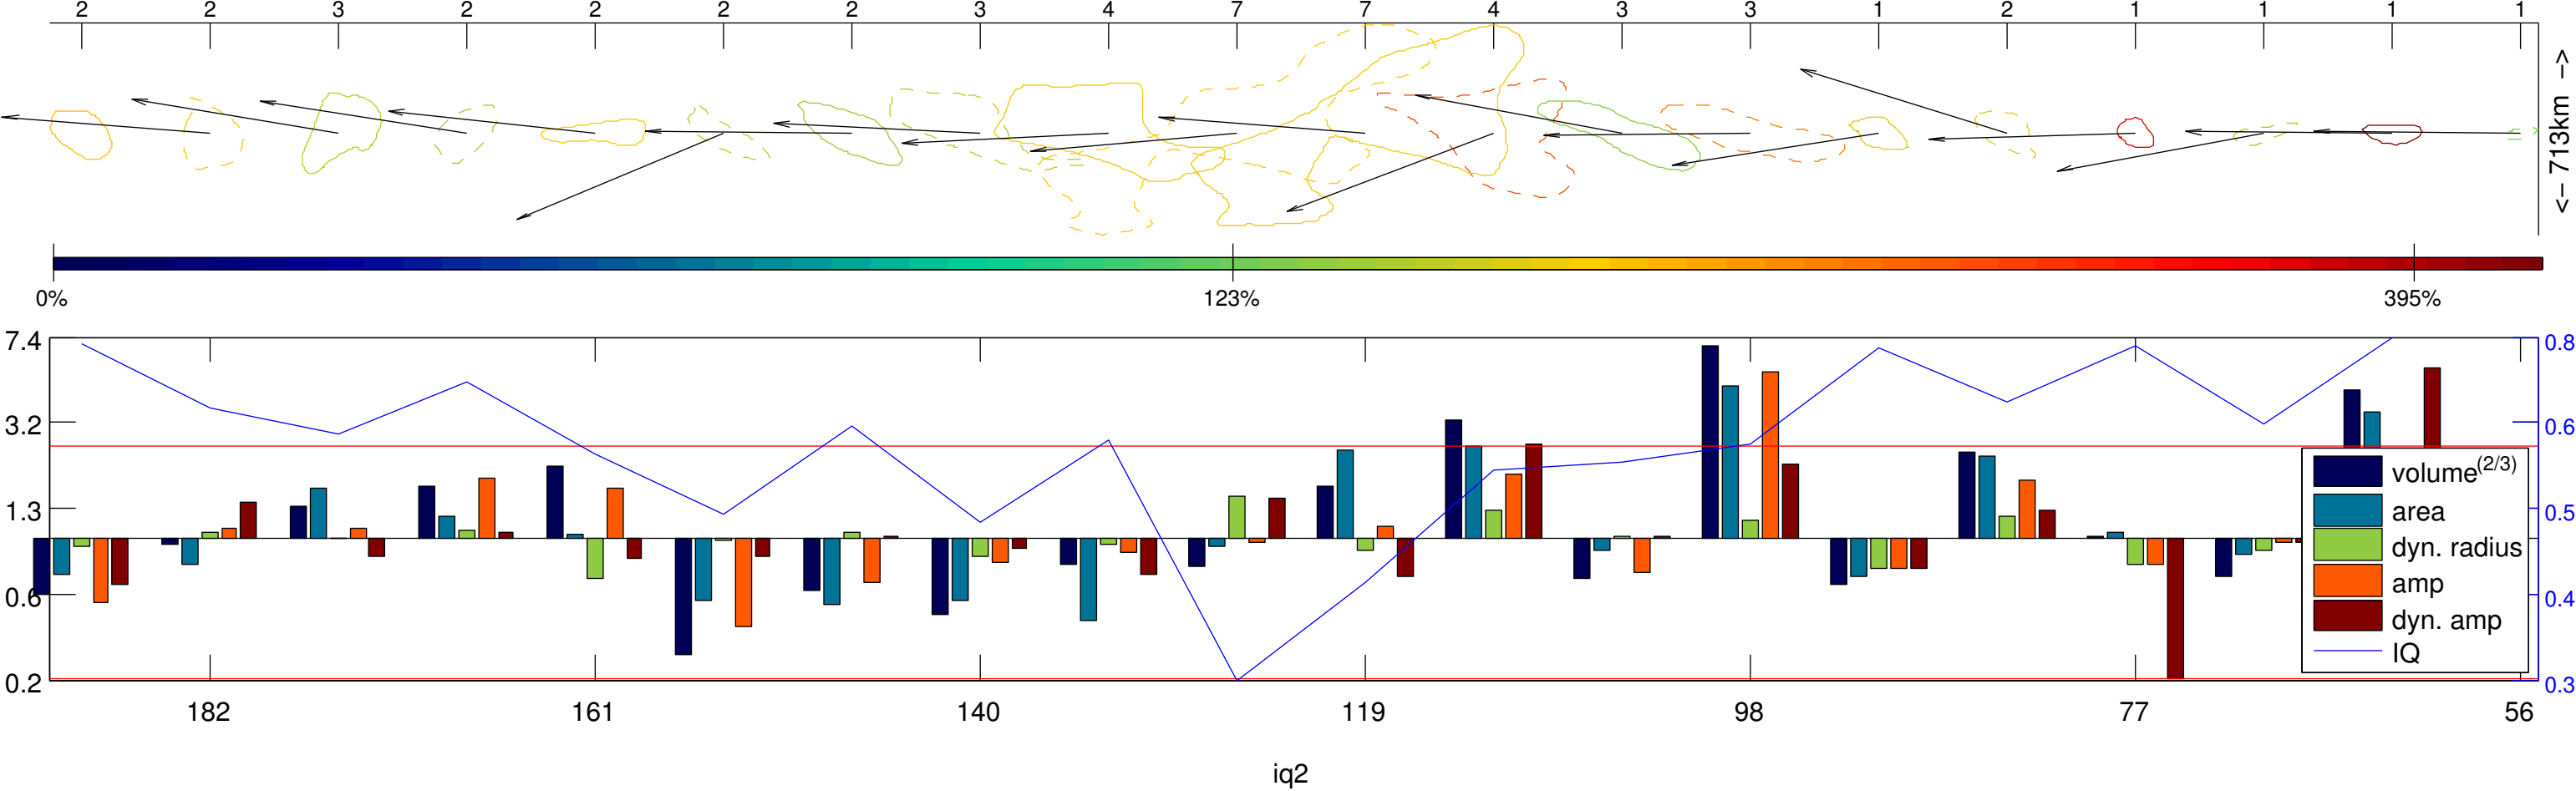 2 2 3 2 2 2 2 3 4 7 7 4 3 3 1 2 1 1 1 1
<-- 713km -->
0% 123% 395%
7.4
3.2
1.3
0.6
0.2
0.8
0.6
0.5
0.4
0.3
volume(2/3)
area
dyn. radius
amp
dyn. amp
IQ
182 161 140 119 98 77 56
iq2